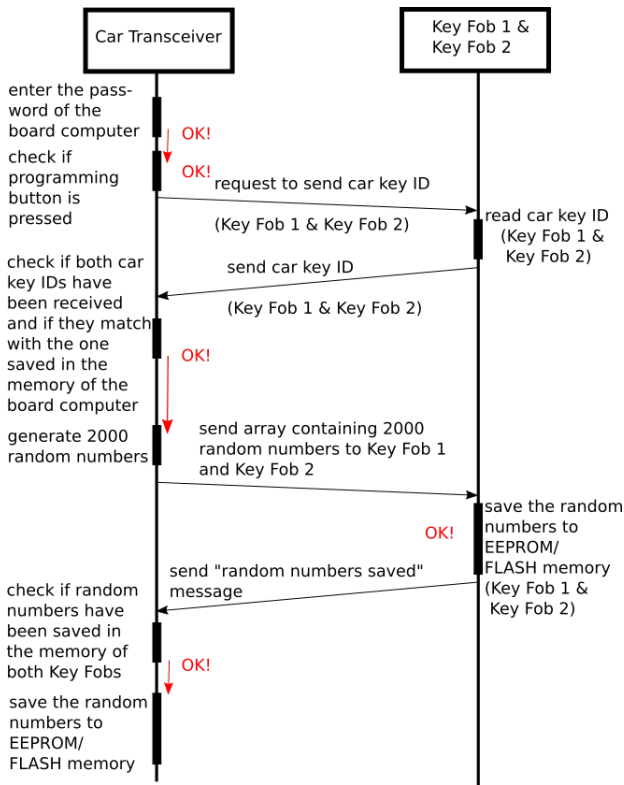 Car Transceiver
Key Fob 1 &
Key Fob 2
enter the pass-
word of the
board computer
OK!
check if
programming
button is
pressed
OK!
request to send car key ID
(Key Fob 1 & Key Fob 2)
read car key ID
(Key Fob 1 &
Key Fob 2)
send car key ID
(Key Fob 1 & Key Fob 2)
check if both car
key IDs have
been received
and if they match
with the one
saved in the
memory of the
board computer
OK!
generate 2000
random numbers
send array containing 2000
random numbers to Key Fob 1
and Key Fob 2
save the random
numbers to
EEPROM/
FLASH memory
(Key Fob 1 &
Key Fob 2)
OK!
send "random numbers saved"
message
check if random
numbers have
been saved in
the memory of
both Key Fobs
OK!
save the random
numbers to
EEPROM/
FLASH memory